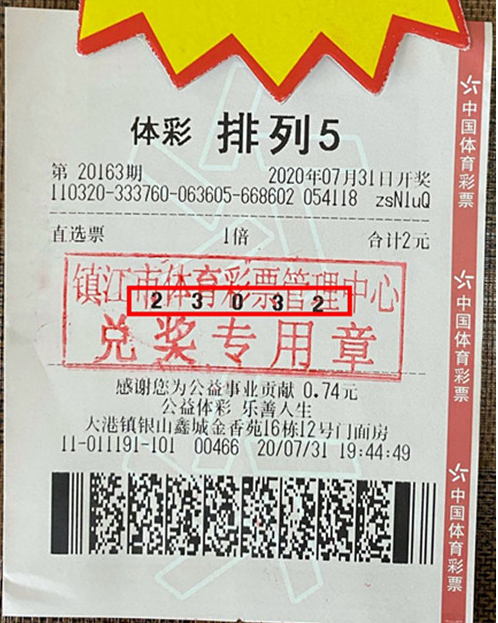 体彩 排列5
第 20163期 2020年07月31日开奖
110320-333760-063605-668602 054118 zsNluQ
直选票 1倍 合计2元
镇江市体育彩票管理中心
2 3 0 3 2
兑奖专用章
感谢您为公益事业贡献 0.74元
公益体彩 乐善人生
大港镇银山鑫城金香苑16栋12号门面房
11-011191-101 00466 20/07/31 19:44:49
中国体育彩票
中国体育彩票
中国体育彩票